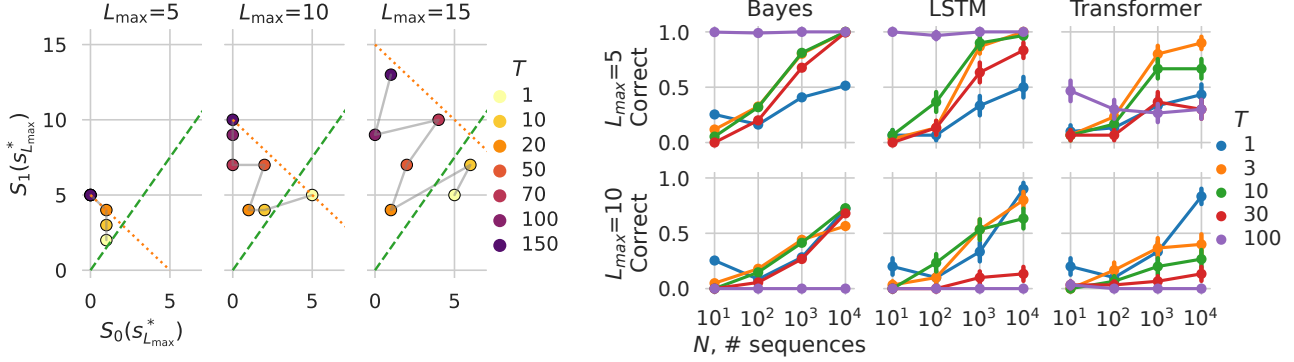 L_max=5 L_max=10 L_max=15
15
10
5
0
S_1(s*_{L_max})
0 5 0 5 0 5
S_0(s*_{L_max})
T
1
10
20
50
70
100
150
Bayes LSTM Transformer
L_max=5
Correct
1.0
0.5
0.0
L_max=10
Correct
1.0
0.5
0.0
10^1 10^2 10^3 10^4 10^1 10^2 10^3 10^4 10^1 10^2 10^3 10^4
N, # sequences
T
1
3
10
30
100